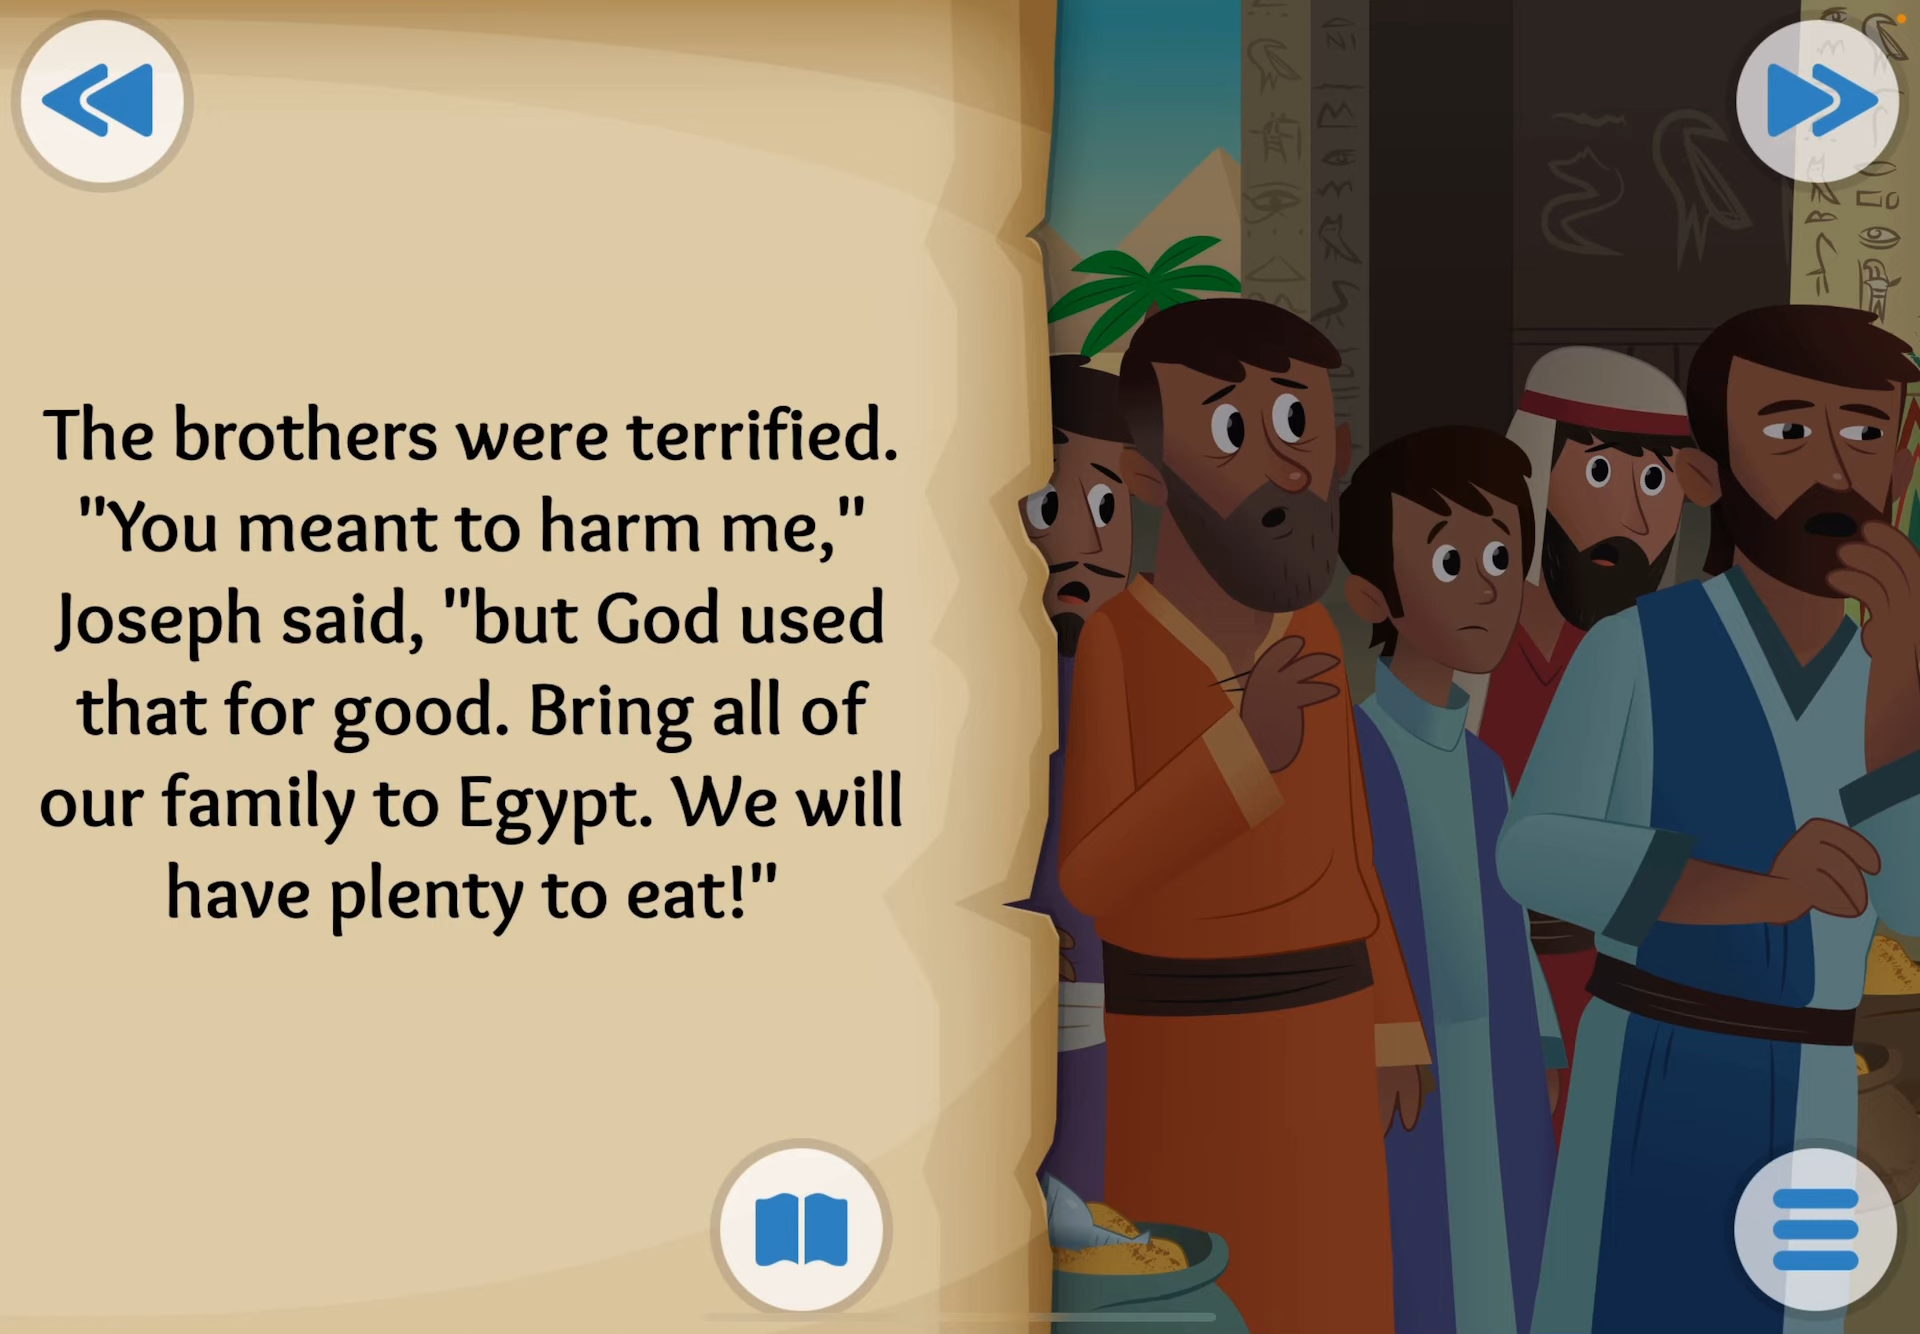 The brothers were terrified.
"You meant to harm me,"
Joseph said, "but God used
that for good. Bring all of
our family to Egypt. We will
have plenty to eat!"